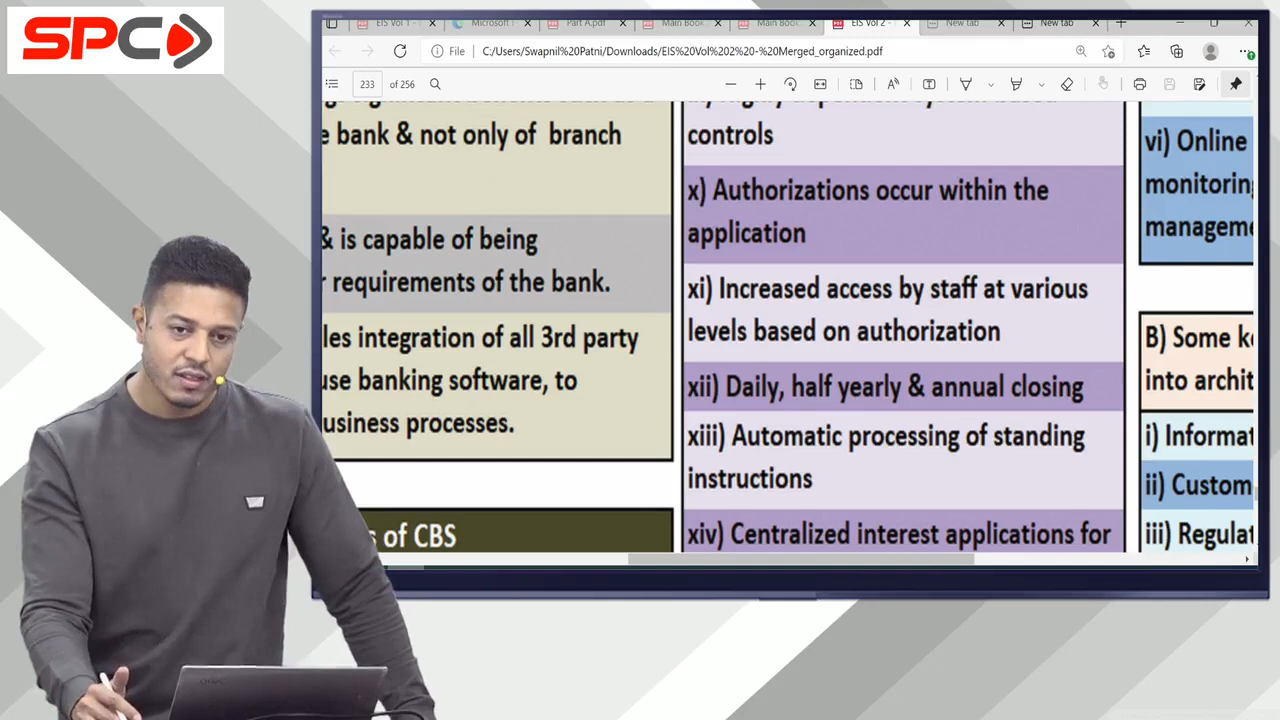 SPC
EIS Vol 1 -
Microsoft
Part A.pdf
Main Book
Main Book
EIS Vol 2 -
New tab
New tab
File
C:/Users/Swapnil%20Patni/Downloads/EIS%20Vol%202%20-%20Merged_organized.pdf
233 of 256
e bank & not only of branch
& is capable of being
r requirements of the bank.
les integration of all 3rd party
use banking software, to
usiness processes.
s of CBS
controls
x) Authorizations occur within the
application
xi) Increased access by staff at various
levels based on authorization
xii) Daily, half yearly & annual closing
xiii) Automatic processing of standing
instructions
xiv) Centralized interest applications for
vi) Online
monitoring
manageme
B) Some ke
into archit
i) Informat
ii) Custom
iii) Regulat